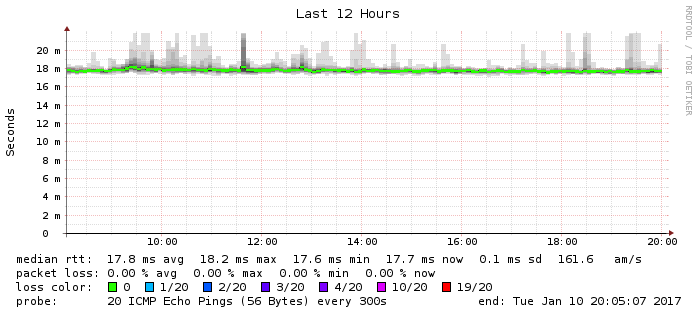 Last 12 Hours
RRDTOOL / TOBI OETIKER
Seconds
20 m
18 m
16 m
14 m
12 m
10 m
8 m
6 m
4 m
2 m
0
10:00 12:00 14:00 16:00 18:00 20:00
median rtt: 17.8 ms avg 18.2 ms max 17.6 ms min 17.7 ms now 0.1 ms sd 161.6 am/s
packet loss: 0.00 % avg 0.00 % max 0.00 % min 0.00 % now
loss color: 0 1/20 2/20 3/20 4/20 10/20 19/20
probe: 20 ICMP Echo Pings (56 Bytes) every 300s end: Tue Jan 10 20:05:07 2017